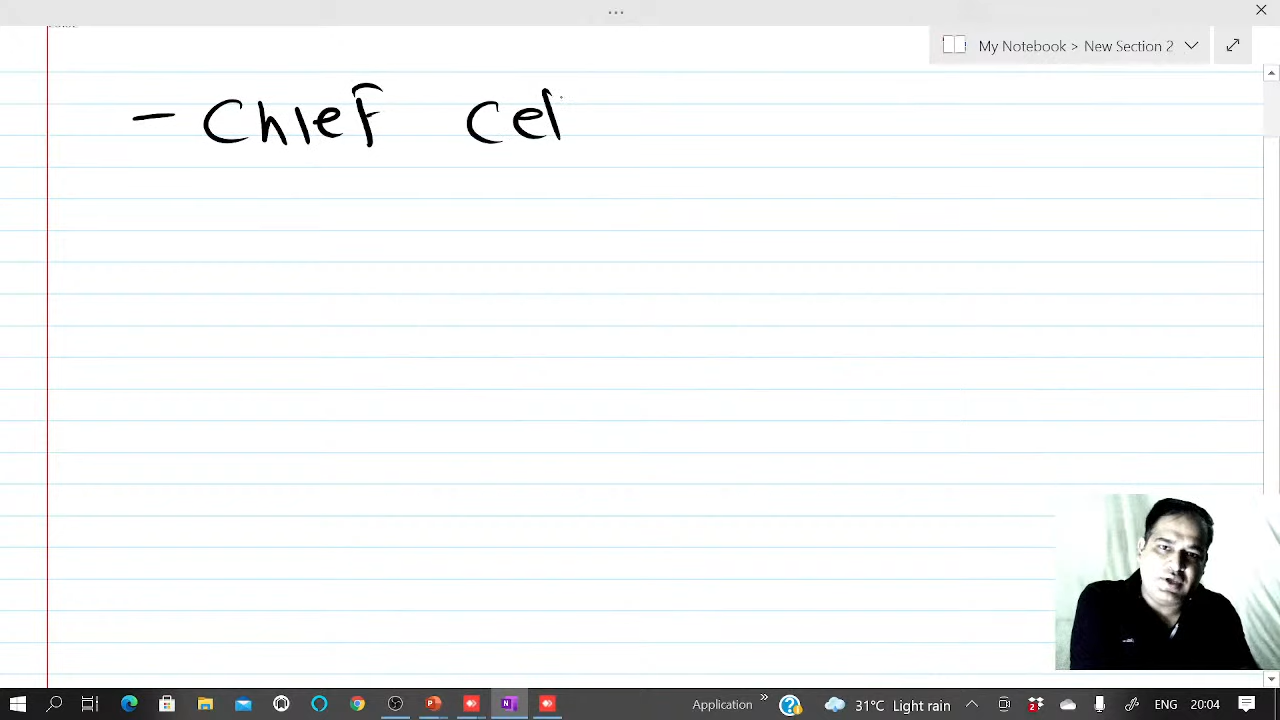 ...
My Notebook > New Section 2
- Chief Cel
Application
31°C Light rain
ENG
20:04